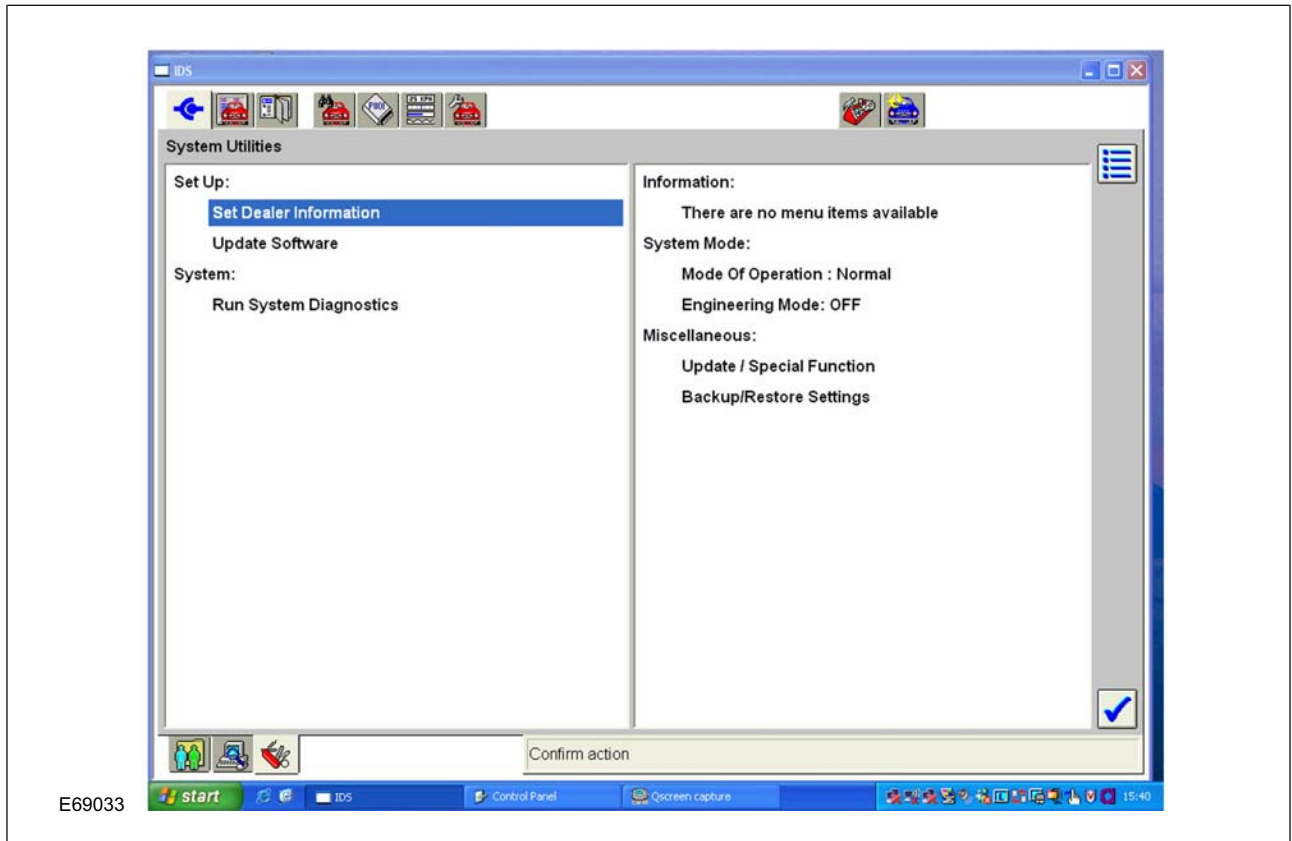 IDS
System Utilities
Set Up:
Set Dealer Information
Update Software
System:
Run System Diagnostics
Information:
There are no menu items available
System Mode:
Mode Of Operation : Normal
Engineering Mode: OFF
Miscellaneous:
Update / Special Function
Backup/Restore Settings
Confirm action
E69033
start
IDS
Control Panel
Qscreen capture
15:40